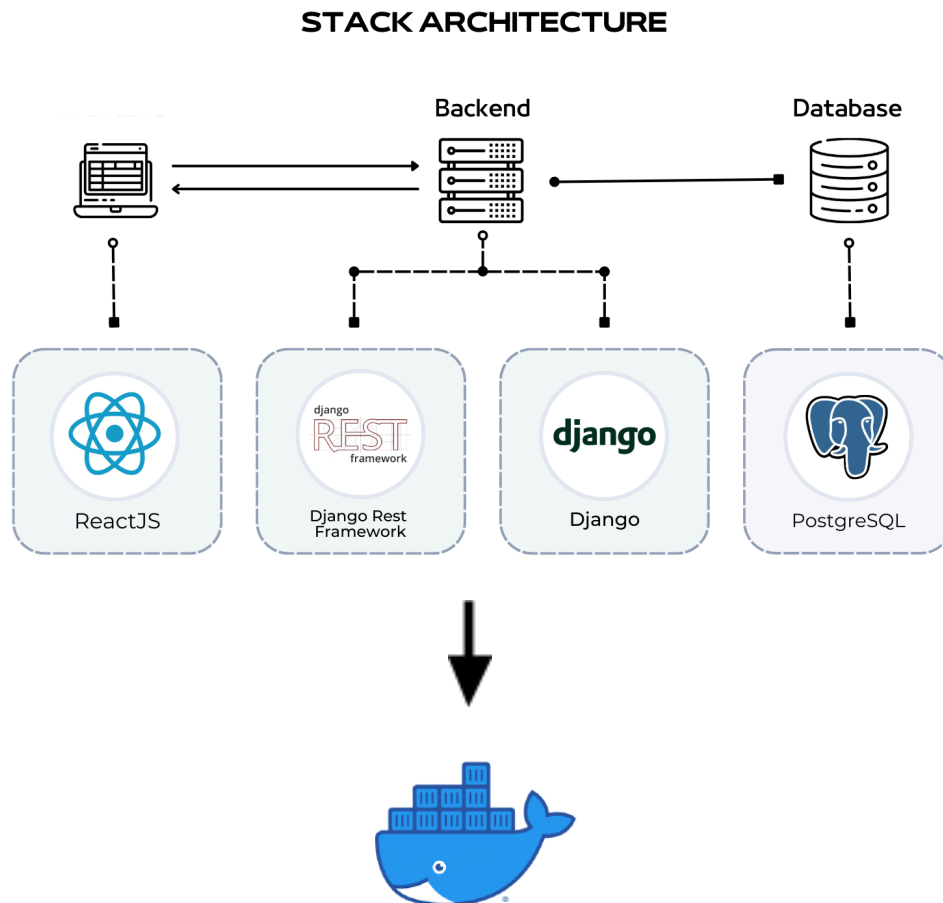 STACK ARCHITECTURE
Backend
Database
django
REST
framework
django
ReactJS
Django Rest
Framework
Django
PostgreSQL
®